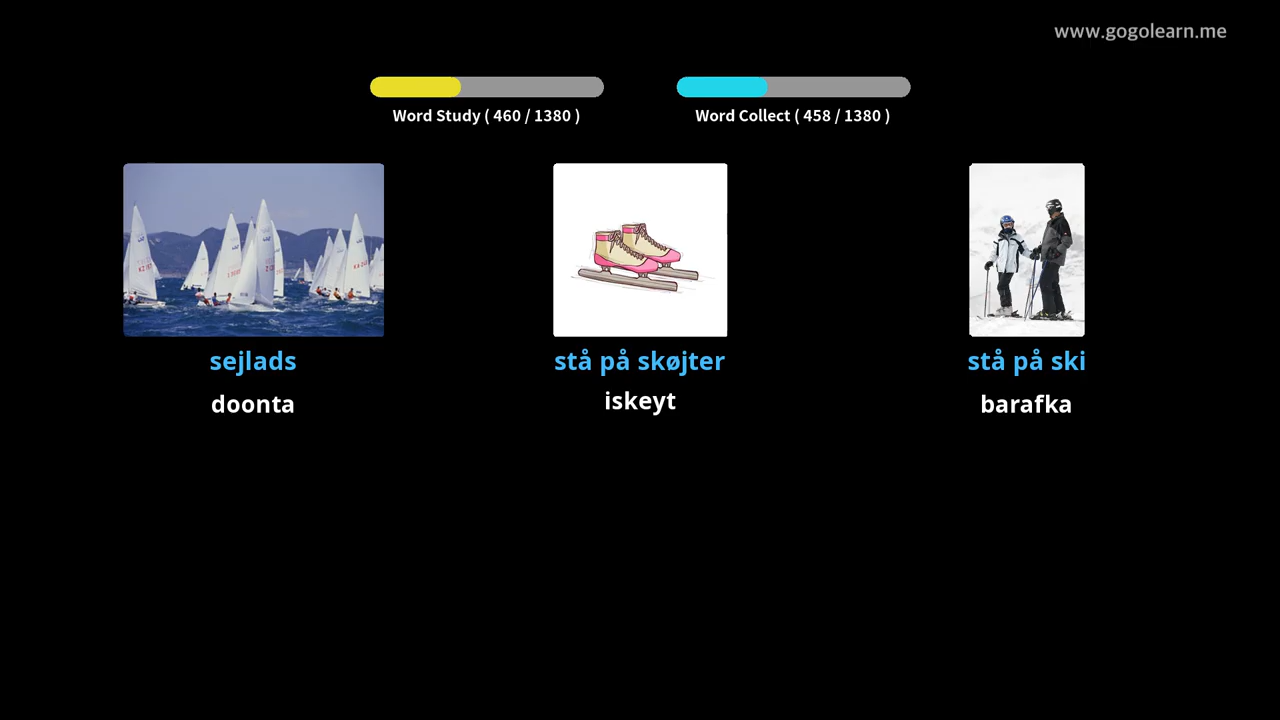 www.gogolearn.me
Word Study ( 460 / 1380 )
Word Collect ( 458 / 1380 )
sejlads
stå på skøjter
stå på ski
doonta
iskeyt
barafka